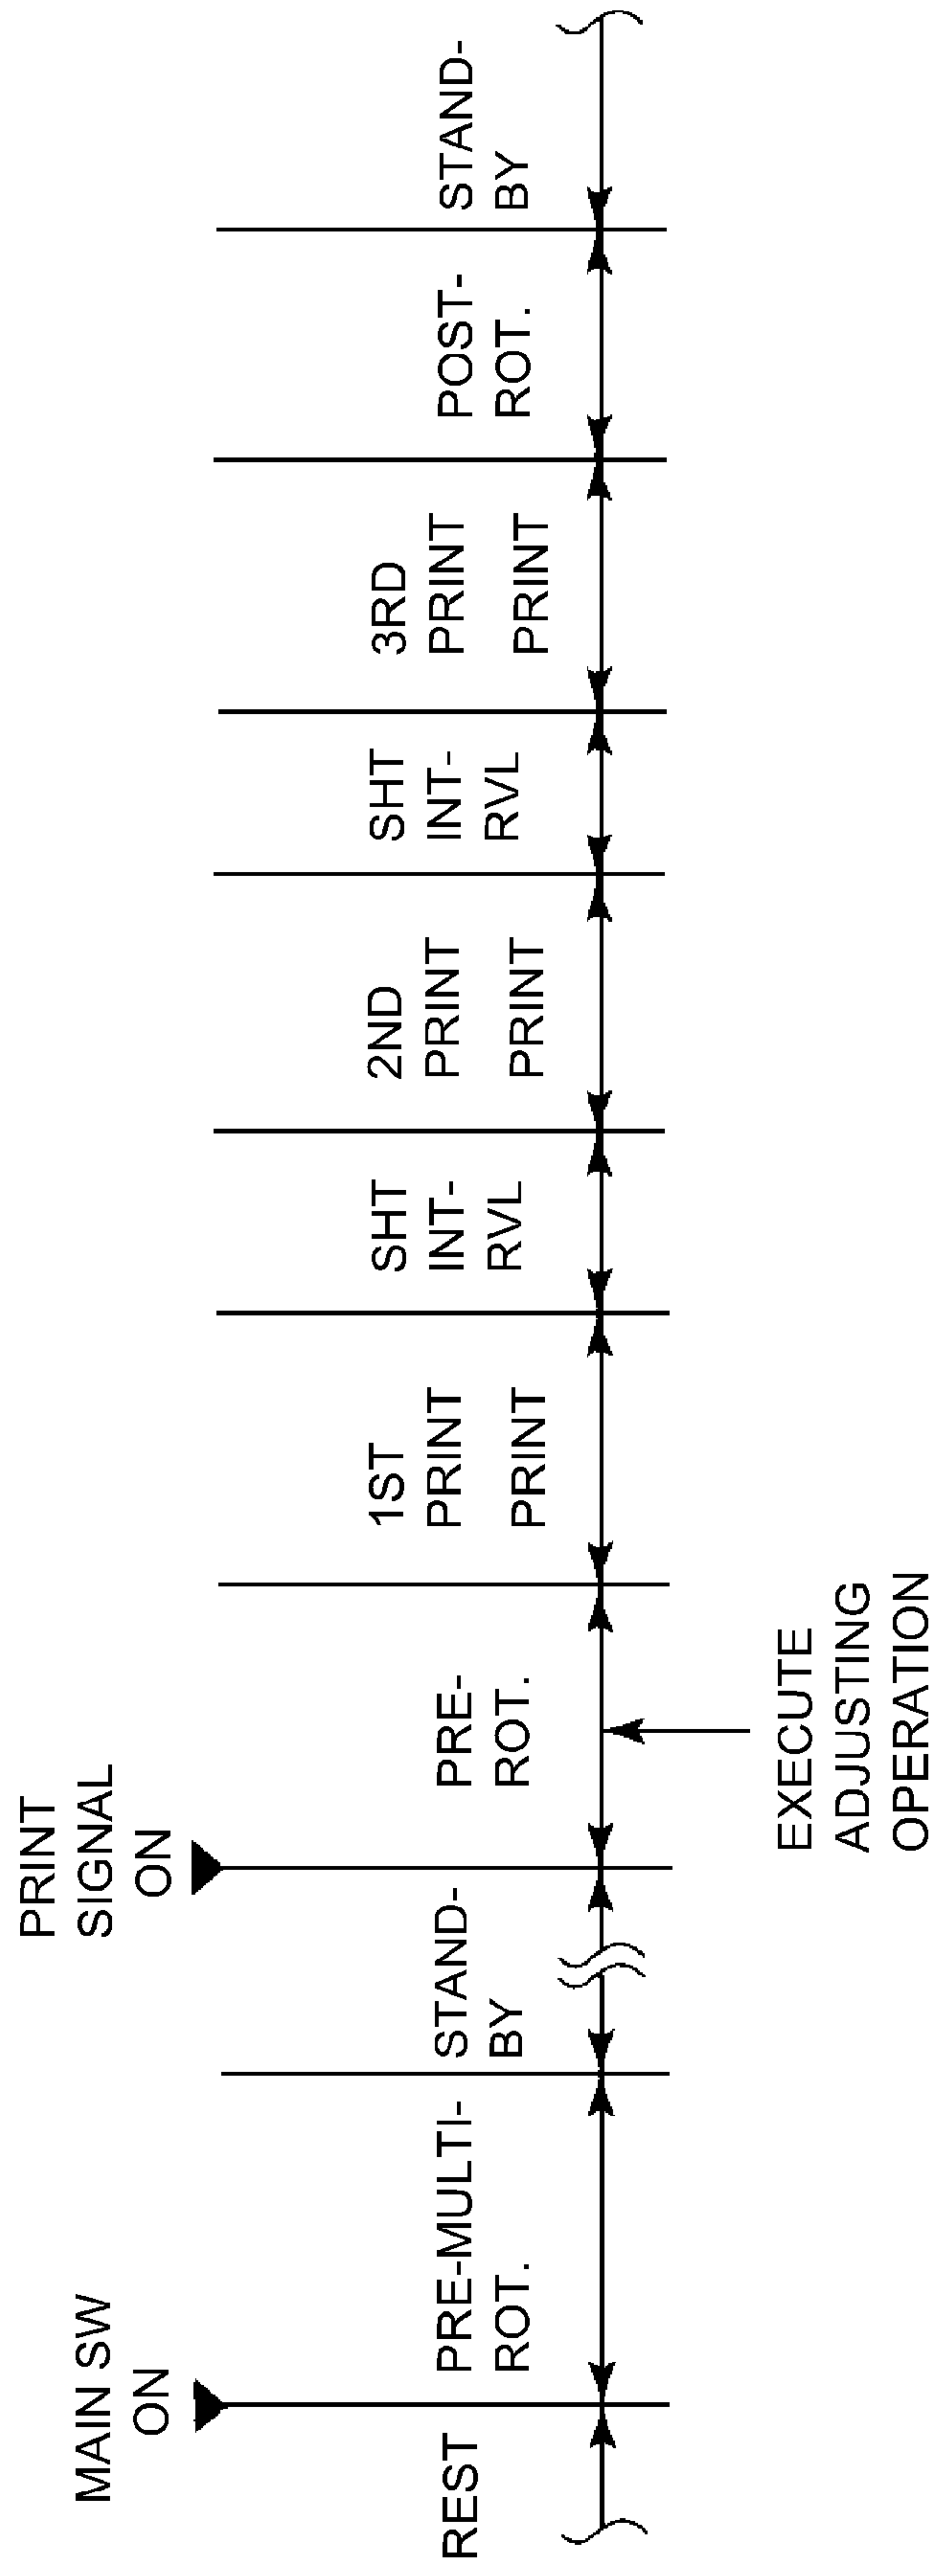 MAIN SW
ON
PRINT
SIGNAL
ON
REST
PRE-MULTI-
ROT.
STAND-
BY
PRE-
ROT.
1ST
PRINT
PRINT
SHT
INT-
RVL
2ND
PRINT
PRINT
SHT
INT-
RVL
3RD
PRINT
PRINT
POST-
ROT.
STAND-
BY
EXECUTE
ADJUSTING
OPERATION